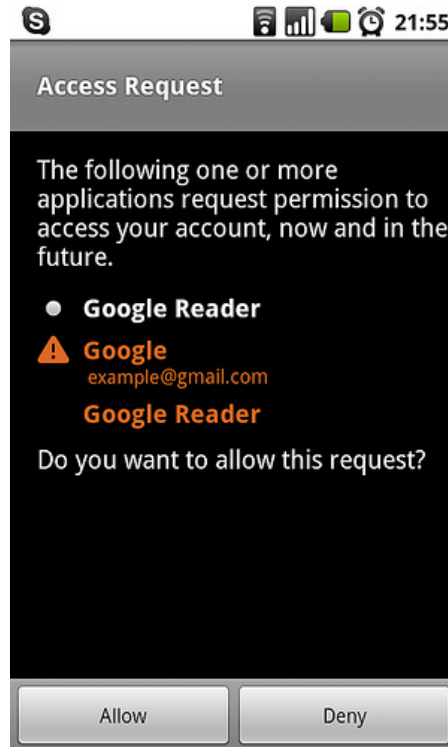 S
21:55
Access Request
The following one or more
applications request permission to
access your account, now and in the
future.
Google Reader
Google
example@gmail.com
Google Reader
Do you want to allow this request?
Allow
Deny